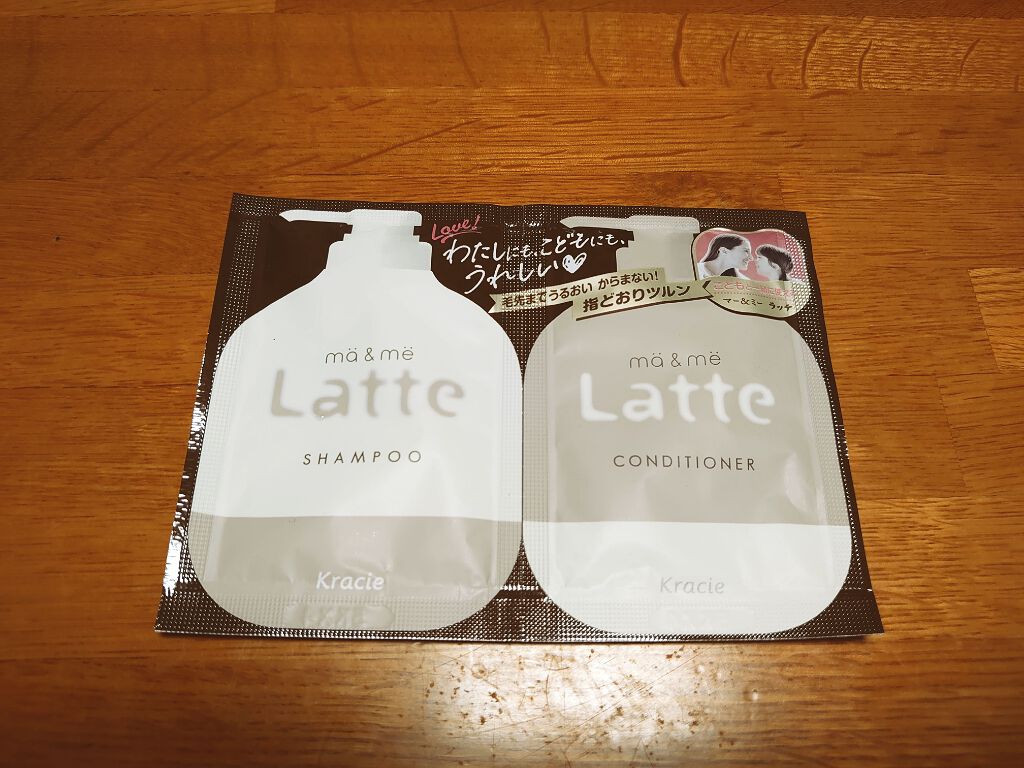 Love!
わたしにも、こどもにも、
うれしい♡
毛先までうるおい からまない!
指どおりツルン
マー&ミー ラッテ
mä & më
Latte
SHAMPOO
Kracie
mä & më
Latte
CONDITIONER
Kracie